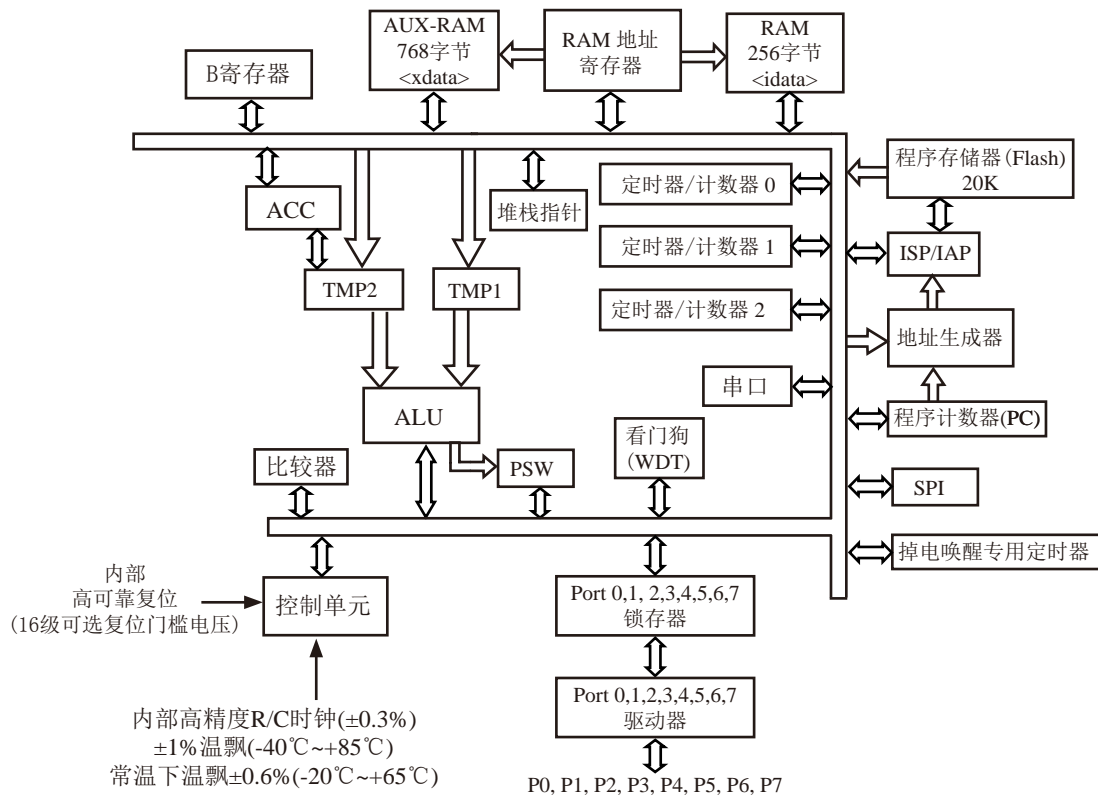 AUX-RAM
768字节
<xdata>
RAM 地址
寄存器
RAM
256字节
<idata>
B寄存器
程序存储器(Flash)
20K
定时器/计数器 0
ACC
堆栈指针
定时器/计数器 1
ISP/IAP
TMP2
TMP1
定时器/计数器 2
地址生成器
串口
ALU
程序计数器(PC)
看门狗
(WDT)
比较器
PSW
SPI
掉电唤醒专用定时器
内部
高可靠复位
(16级可选复位门槛电压)
控制单元
Port 0,1, 2,3,4,5,6,7
锁存器
Port 0,1,2,3,4,5,6,7
驱动器
内部高精度R/C时钟(±0.3%)
±1%温飘(-40℃~+85℃)
常温下温飘±0.6%(-20℃~+65℃)
P0, P1, P2, P3, P4, P5, P6, P7